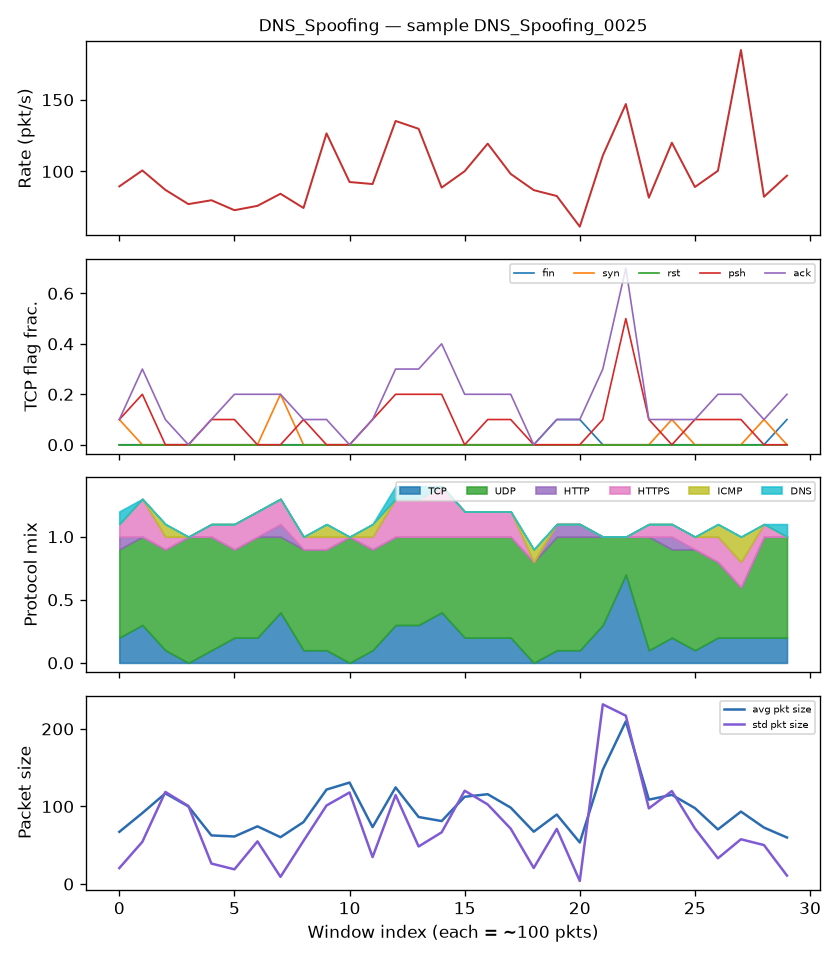 DNS_Spoofing — sample DNS_Spoofing_0025
Rate (pkt/s)
150
100
TCP flag frac.
0.6
0.4
0.2
0.0
fin syn rst psh ack
Protocol mix
1.0
0.5
0.0
TCP UDP HTTP HTTPS ICMP DNS
Packet size
200
100
0
avg pkt size
std pkt size
0 5 10 15 20 25 30
Window index (each = ~100 pkts)